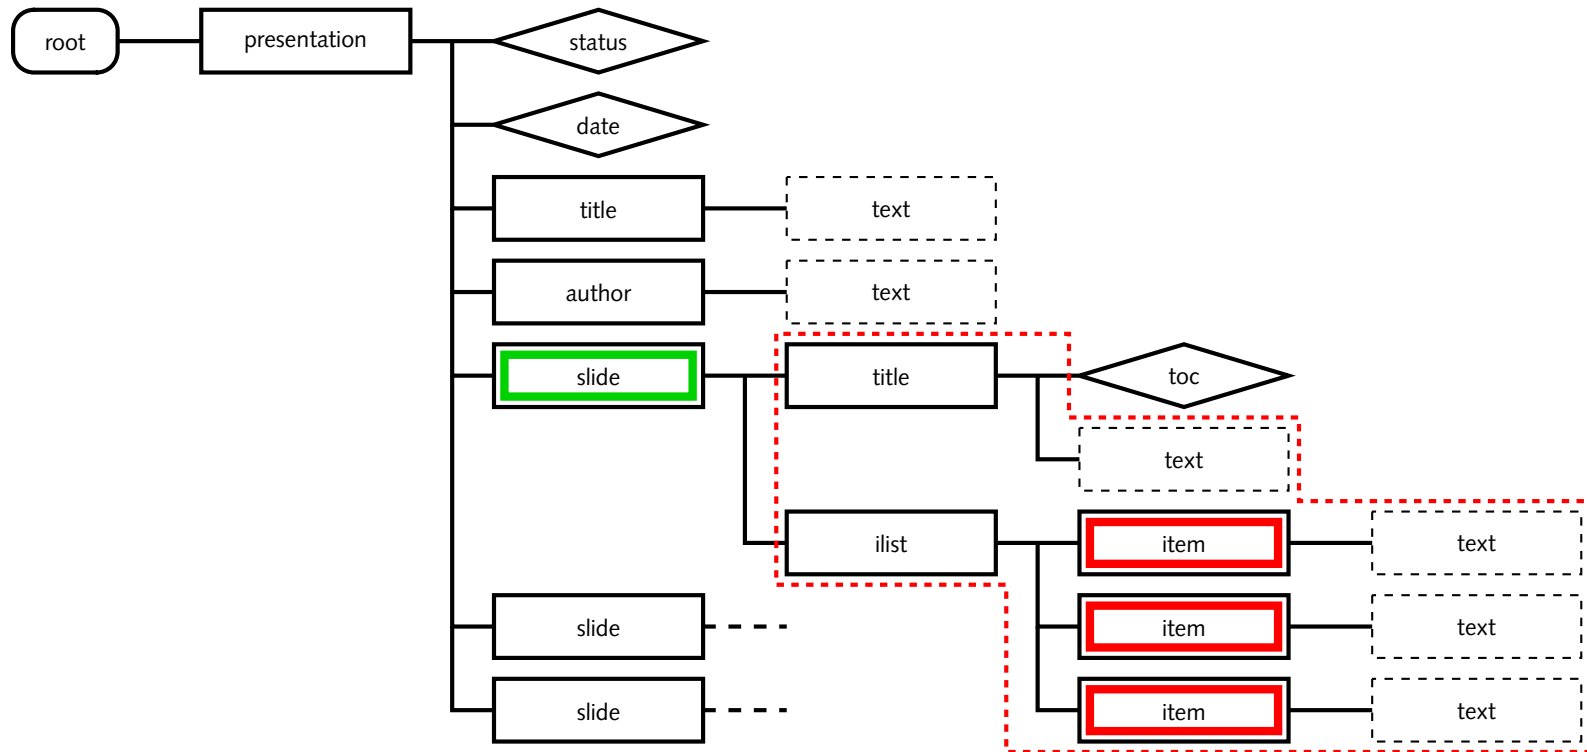 root
presentation
status
date
title
text
author
text
slide
title
toc
text
ilist
item
text
slide
item
text
slide
item
text